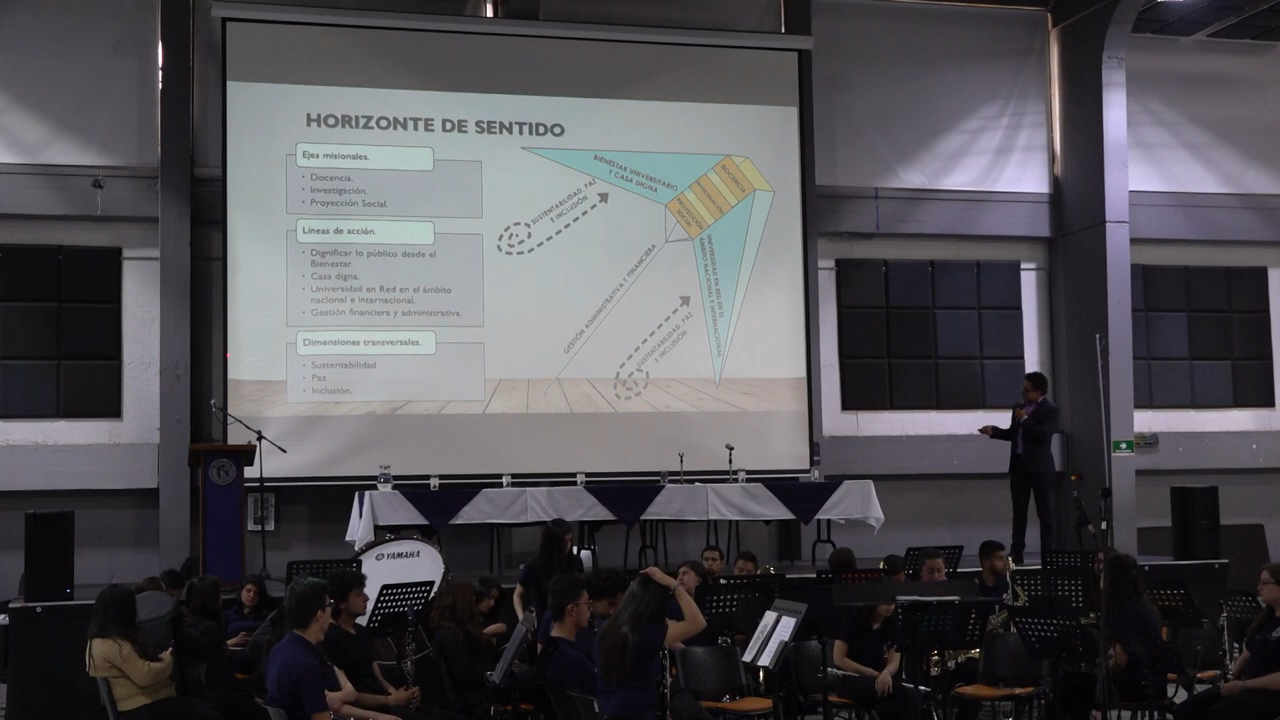 HORIZONTE DE SENTIDO
Ejes misionales.
• Docencia.
• Investigación.
• Proyección Social.
Líneas de acción.
• Dignificar lo público desde el
Bienestar.
• Casa digna.
• Universidad en Red en el ámbito
nacional e internacional.
• Gestión financiera y administrativa.
Dimensiones transversales.
• Sustentabilidad
• Paz
• Inclusión.
BIENESTAR UNIVERSITARIO
Y CASA DIGNA
DOCENCIA
INVESTIGACIÓN
PROYECCIÓN
SOCIAL
SUSTENTABILIDAD, PAZ
E INCLUSIÓN
GESTIÓN ADMINISTRATIVA Y FINANCIERA
UNIVERSIDAD EN RED EN EL
ÁMBITO NACIONAL E INTERNACIONAL
SUSTENTABILIDAD, PAZ
E INCLUSIÓN
YAMAHA